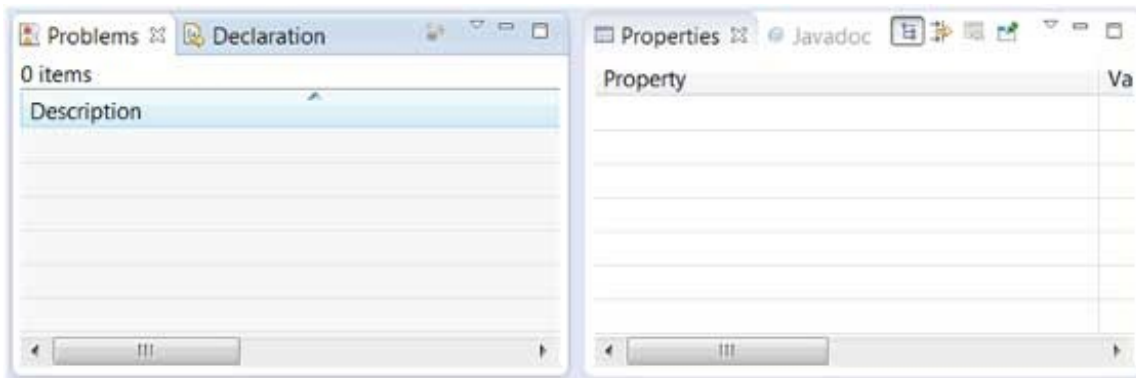 Problems Declaration
0 items
Description
Properties Javadoc
Property Va